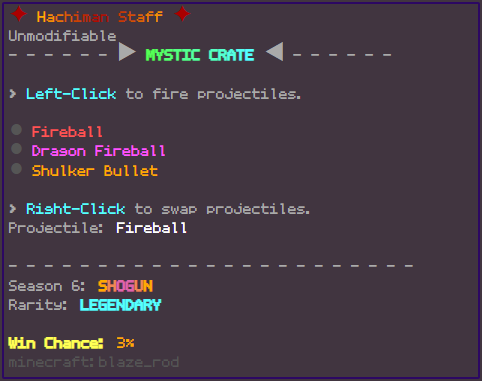 ✦ Hachiman Staff ✦
Unmodifiable
- - - - - - ▶ MYSTIC CRATE ◀ - - - - - -
> Left-Click to fire projectiles.
● Fireball
● Dragon Fireball
● Shulker Bullet
> Right-Click to swap projectiles.
Projectile: Fireball
- - - - - - - - - - - - - - - - - - - - - - - -
Season 6: SHOGUN
Rarity: LEGENDARY
Win Chance: 3%
minecraft:blaze_rod